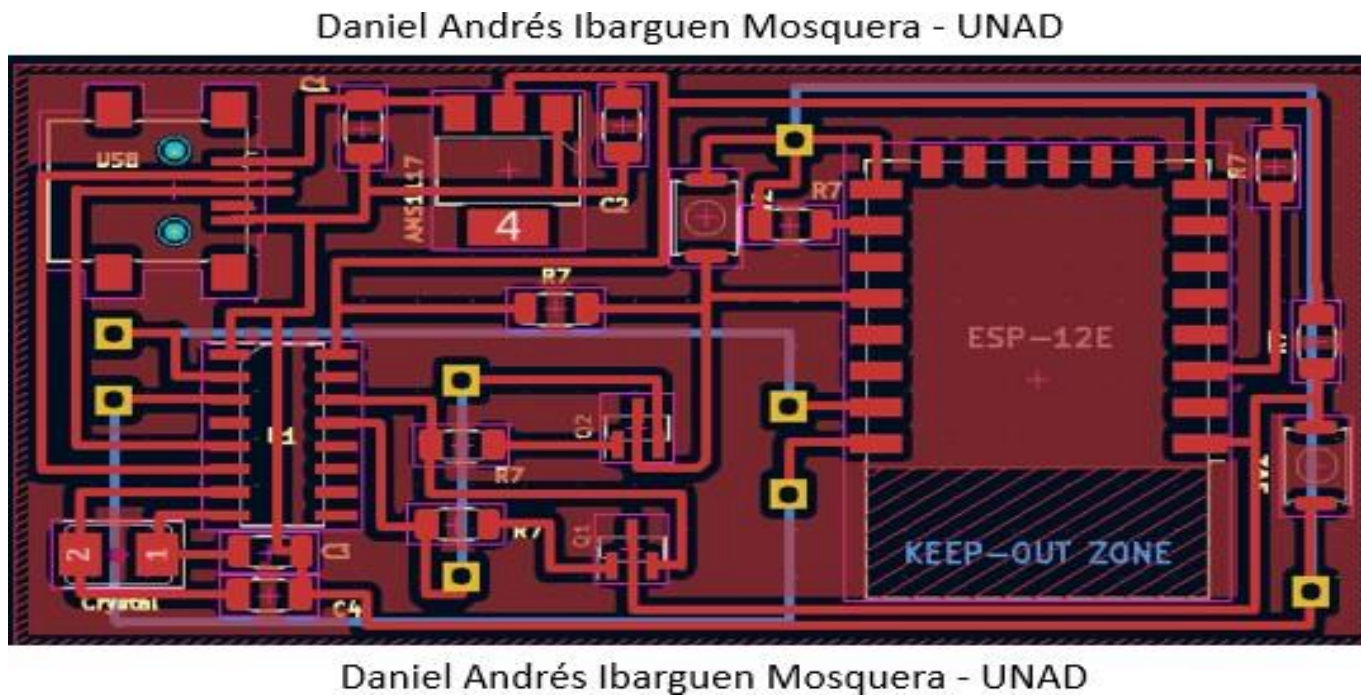 Daniel Andrés Ibarguen Mosquera - UNAD
C1
USB
AMS1117
4
C2
R7
R7
R7
ESP-12E
R7
Q2
R7
R7
Q1
C3
2
1
Crystal
C4
KEEP-OUT ZONE
Daniel Andrés Ibarguen Mosquera - UNAD